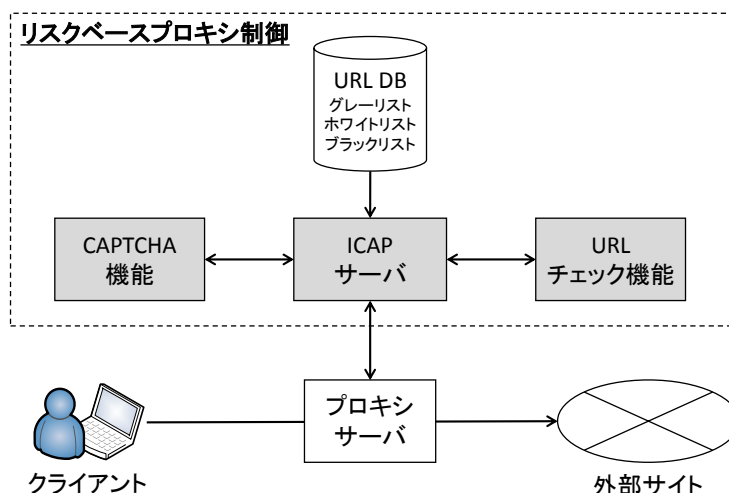 リスクベースプロキシ制御
URL DB
グレーリスト
ホワイトリスト
ブラックリスト
CAPTCHA
機能
ICAP
サーバ
URL
チェック機能
プロキシ
サーバ
クライアント
外部サイト